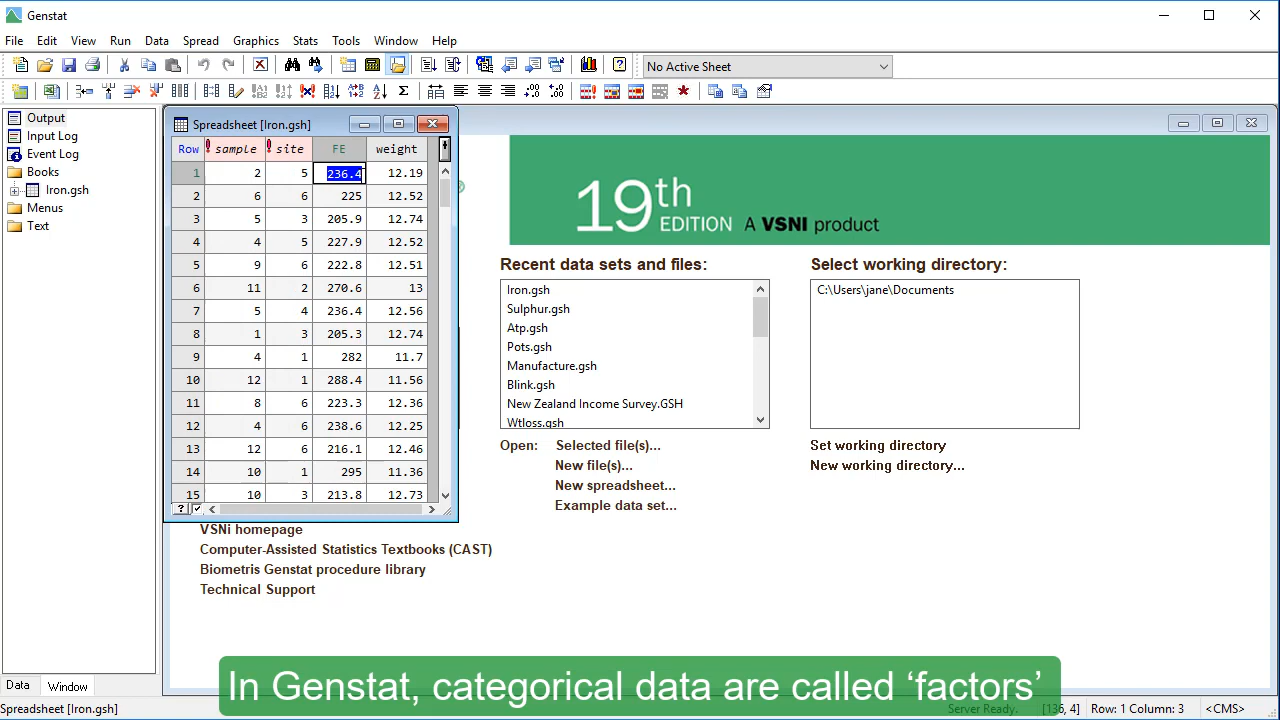 Genstat
File Edit View Run Data Spread Graphics Stats Tools Window Help
No Active Sheet
Output
Input Log
Event Log
Books
Iron.gsh
Menus
Text
Spreadsheet [Iron.gsh]
Row ! sample ! site FE weight
1 2 5 236.4 12.19
2 6 6 225 12.52
3 5 3 205.9 12.74
4 4 5 227.9 12.52
5 9 6 222.8 12.51
6 11 2 270.6 13
7 5 4 236.4 12.56
8 1 3 205.3 12.74
9 4 1 282 11.7
10 12 1 288.4 11.56
11 8 6 223.3 12.36
12 4 6 238.6 12.25
13 12 6 216.1 12.46
14 10 1 295 11.36
15 10 3 213.8 12.73
19th EDITION A VSNI product
Recent data sets and files:
Iron.gsh
Sulphur.gsh
Atp.gsh
Pots.gsh
Manufacture.gsh
Blink.gsh
New Zealand Income Survey.GSH
Wtloss.gsh
Open: Selected file(s)...
New file(s)...
New spreadsheet...
Example data set...
Select working directory:
C:\Users\jane\Documents
Set working directory
New working directory...
VSNi homepage
Computer-Assisted Statistics Textbooks (CAST)
Biometris Genstat procedure library
Technical Support
In Genstat, categorical data are called ‘factors’
Data Window
Spreadsheet [Iron.gsh] Server Ready. [136, 4] Row: 1 Column: 3 <CMS>